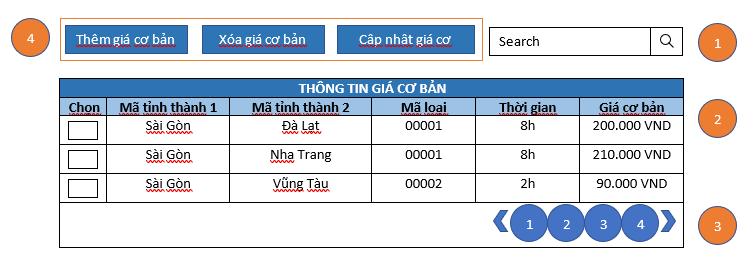 4 Thêm giá cơ bản Xóa giá cơ bản Cập nhật giá cơ Search 1
THÔNG TIN GIÁ CƠ BẢN
Chọn Mã tỉnh thành 1 Mã tỉnh thành 2 Mã loại Thời gian Giá cơ bản 2
Sài Gòn Đà Lạt 00001 8h 200.000 VND
Sài Gòn Nha Trang 00001 8h 210.000 VND
Sài Gòn Vũng Tàu 00002 2h 90.000 VND
1 2 3 4 3